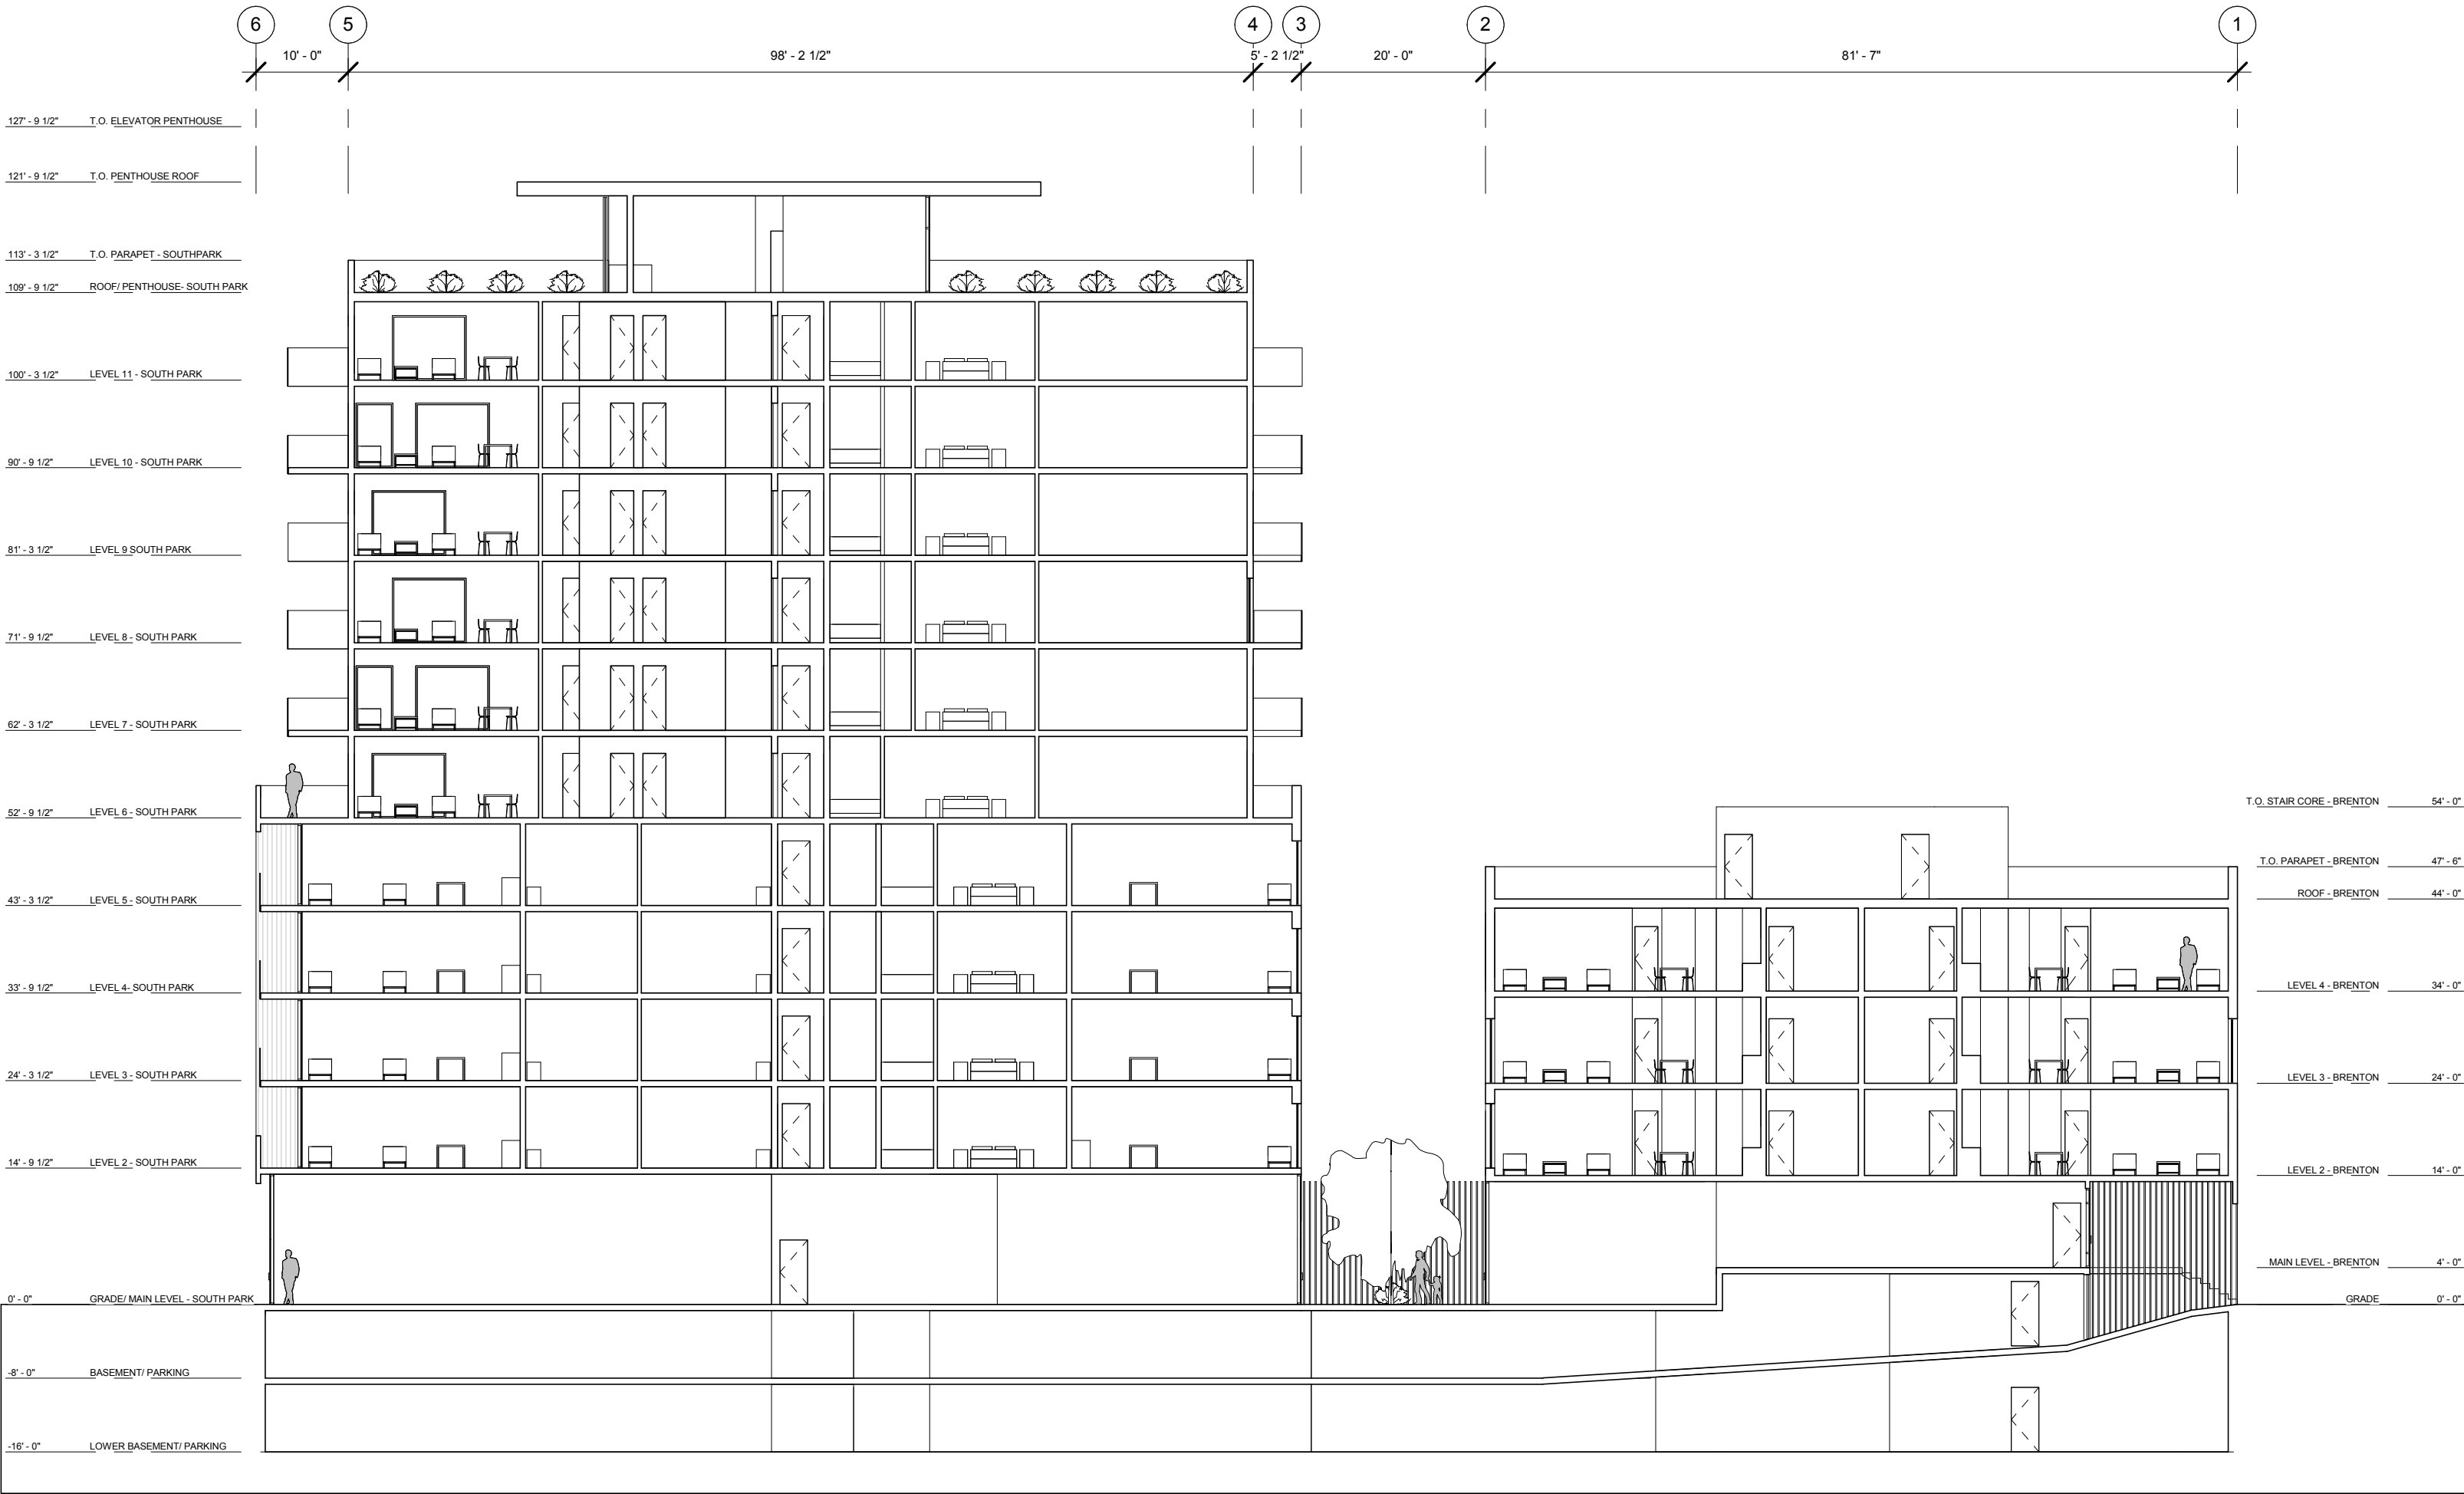 6 5 4 3 2 1
10' - 0" 98' - 2 1/2" 5' - 2 1/2" 20' - 0" 81' - 7"
127' - 9 1/2" T.O. ELEVATOR PENTHOUSE
121' - 9 1/2" T.O. PENTHOUSE ROOF
113' - 3 1/2" T.O. PARAPET - SOUTHPARK
109' - 9 1/2" ROOF/ PENTHOUSE- SOUTH PARK
100' - 3 1/2" LEVEL 11 - SOUTH PARK
90' - 9 1/2" LEVEL 10 - SOUTH PARK
81' - 3 1/2" LEVEL 9 SOUTH PARK
71' - 9 1/2" LEVEL 8 - SOUTH PARK
62' - 3 1/2" LEVEL 7 - SOUTH PARK
52' - 9 1/2" LEVEL 6 - SOUTH PARK
43' - 3 1/2" LEVEL 5 - SOUTH PARK
33' - 9 1/2" LEVEL 4- SOUTH PARK
24' - 3 1/2" LEVEL 3 - SOUTH PARK
14' - 9 1/2" LEVEL 2 - SOUTH PARK
0' - 0" GRADE/ MAIN LEVEL - SOUTH PARK
-8' - 0" BASEMENT/ PARKING
-16' - 0" LOWER BASEMENT/ PARKING
T.O. STAIR CORE - BRENTON 54' - 0"
T.O. PARAPET - BRENTON 47' - 6"
ROOF - BRENTON 44' - 0"
LEVEL 4 - BRENTON 34' - 0"
LEVEL 3 - BRENTON 24' - 0"
LEVEL 2 - BRENTON 14' - 0"
MAIN LEVEL - BRENTON 4' - 0"
GRADE 0' - 0"